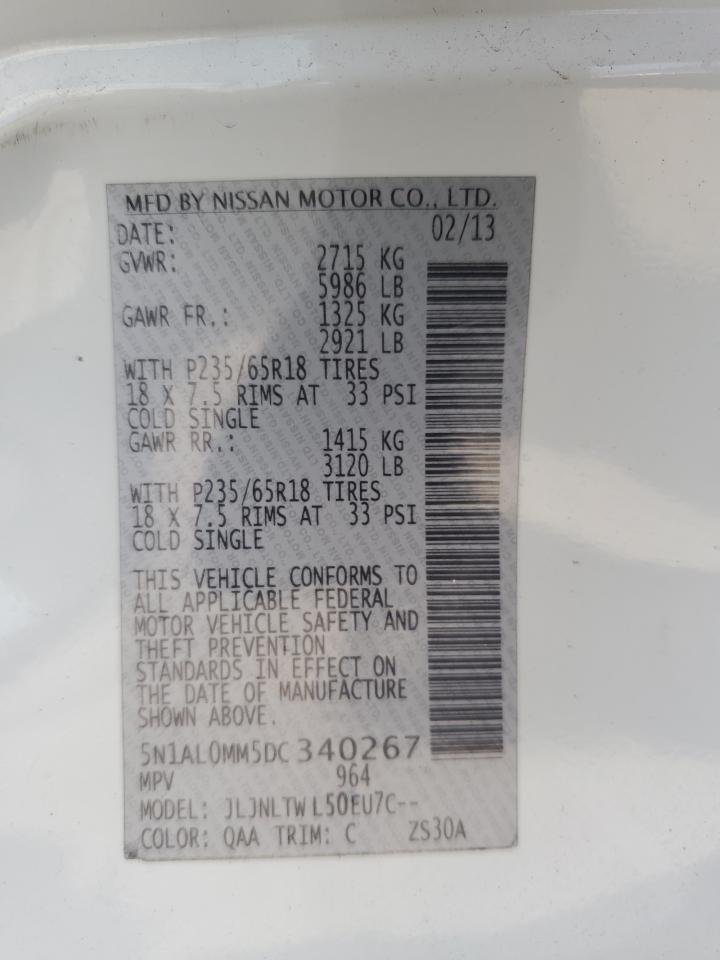 MFD BY NISSAN MOTOR CO., LTD.
DATE: 02/13
GVWR: 2715 KG
5986 LB
GAWR FR.: 1325 KG
2921 LB
WITH P235/65R18 TIRES
18 X 7.5 RIMS AT 33 PSI
COLD SINGLE
GAWR RR.: 1415 KG
3120 LB
WITH P235/65R18 TIRES
18 X 7.5 RIMS AT 33 PSI
COLD SINGLE
THIS VEHICLE CONFORMS TO
ALL APPLICABLE FEDERAL
MOTOR VEHICLE SAFETY AND
THEFT PREVENTION
STANDARDS IN EFFECT ON
THE DATE OF MANUFACTURE
SHOWN ABOVE.
5N1AL0MM5DC 340267
MPV 964
MODEL: JLJNLTW L50EU7C--
COLOR: QAA TRIM: C ZS30A